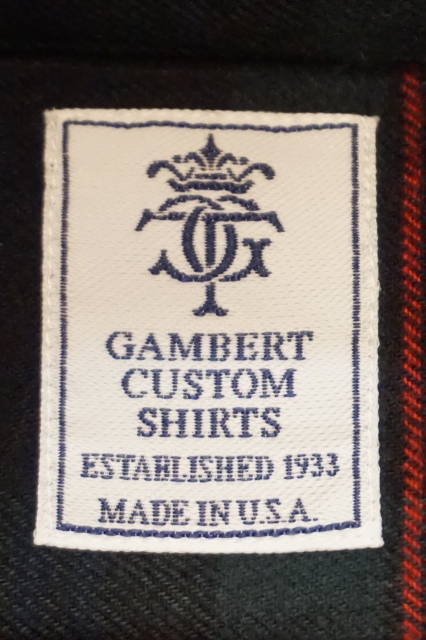 GAMBERT
CUSTOM
SHIRTS
ESTABLISHED 1933
MADE IN U.S.A.